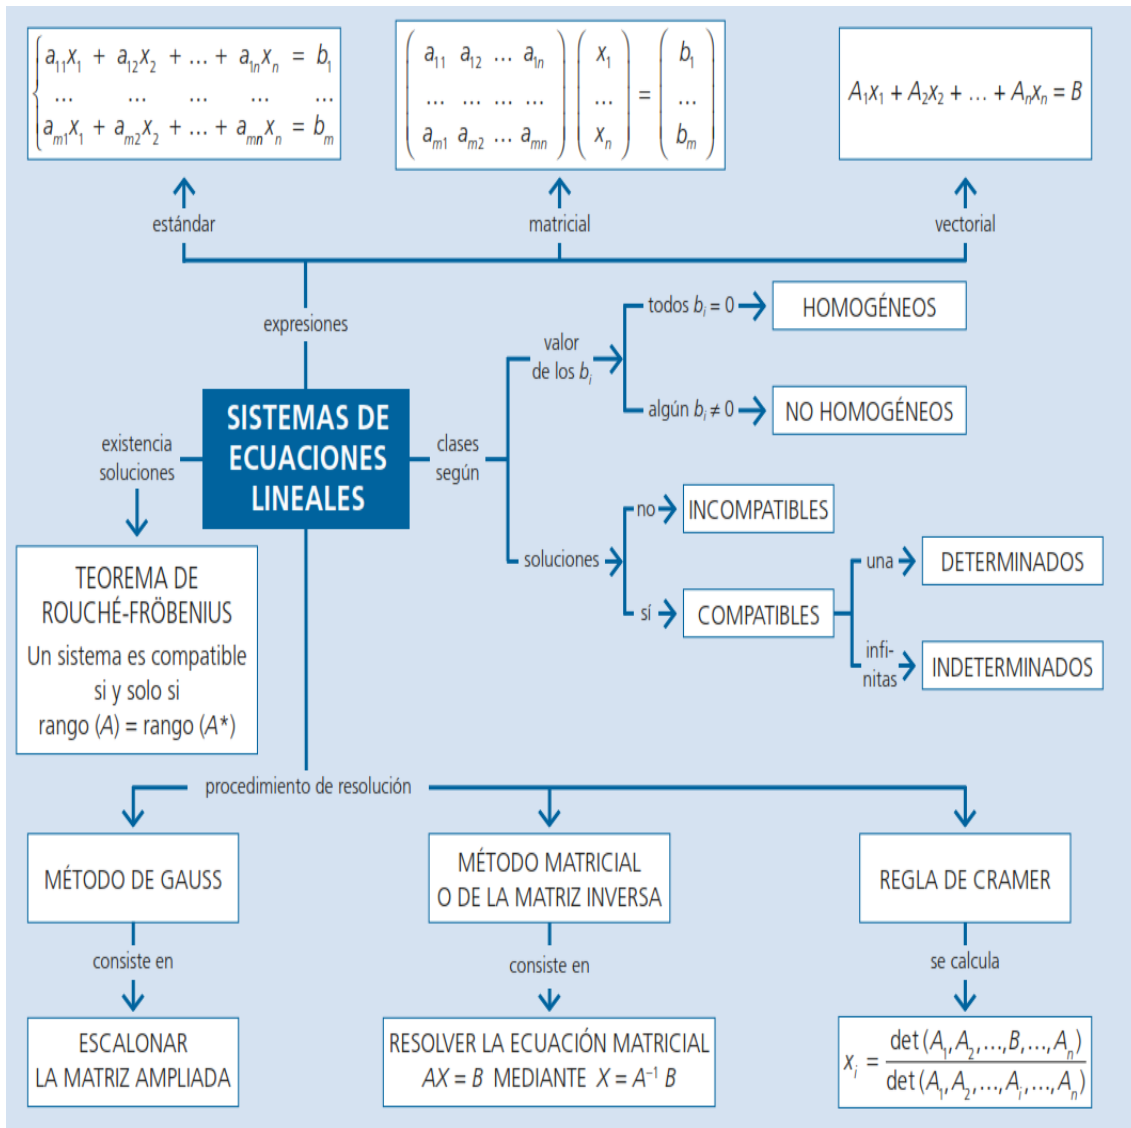 a11x1 + a12x2 + ... + a1nxn = b1
... ... ... ... ...
am1x1 + am2x2 + ... + amnxn = bm
a11 a12 ... a1n
... ... ... ...
am1 am2 ... amn
x1
...
xn
=
b1
...
bm
A1x1 + A2x2 + ... + Anxn = B
estándar
matricial
vectorial
expresiones
SISTEMAS DE
ECUACIONES
LINEALES
existencia
soluciones
TEOREMA DE
ROUCHÉ-FRÖBENIUS
Un sistema es compatible
si y solo si
rango (A) = rango (A*)
clases
según
valor
de los bi
todos bi = 0
HOMOGÉNEOS
algún bi ≠ 0
NO HOMOGÉNEOS
soluciones
no
INCOMPATIBLES
sí
COMPATIBLES
una
DETERMINADOS
infi-
nitas
INDETERMINADOS
procedimiento de resolución
MÉTODO DE GAUSS
consiste en
ESCALONAR
LA MATRIZ AMPLIADA
MÉTODO MATRICIAL
O DE LA MATRIZ INVERSA
consiste en
RESOLVER LA ECUACIÓN MATRICIAL
AX = B MEDIANTE X = A–1 B
REGLA DE CRAMER
se calcula
xi =
det (A1,A2,...,B,...,An)
det (A1,A2,...,Ai,...,An)